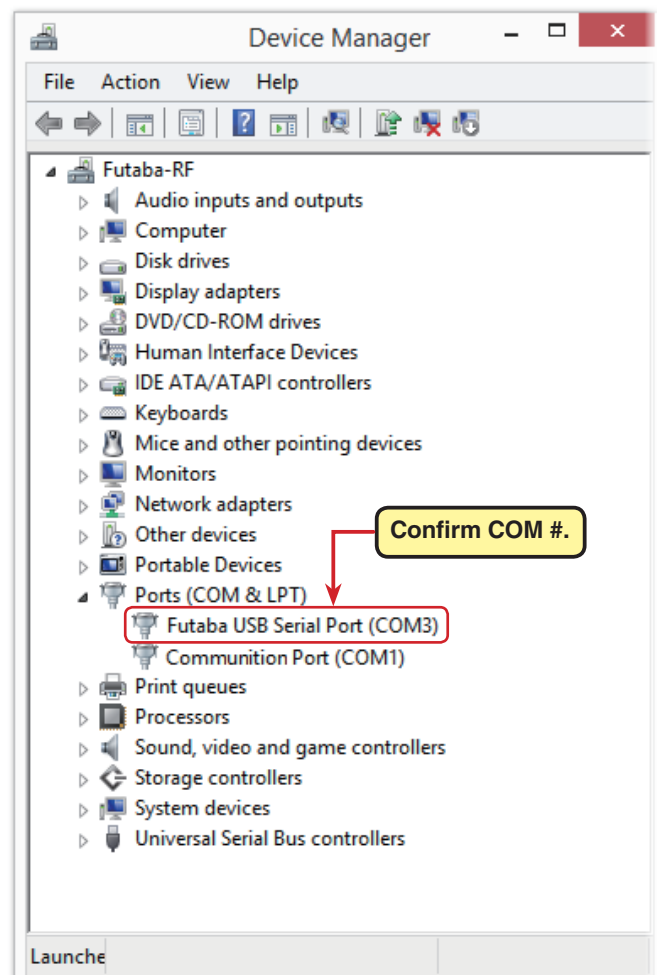 Device Manager
File Action View Help
Futaba-RF
Audio inputs and outputs
Computer
Disk drives
Display adapters
DVD/CD-ROM drives
Human Interface Devices
IDE ATA/ATAPI controllers
Keyboards
Mice and other pointing devices
Monitors
Network adapters
Other devices
Confirm COM #.
Portable Devices
Ports (COM & LPT)
Futaba USB Serial Port (COM3)
Communition Port (COM1)
Print queues
Processors
Sound, video and game controllers
Storage controllers
System devices
Universal Serial Bus controllers
Launche